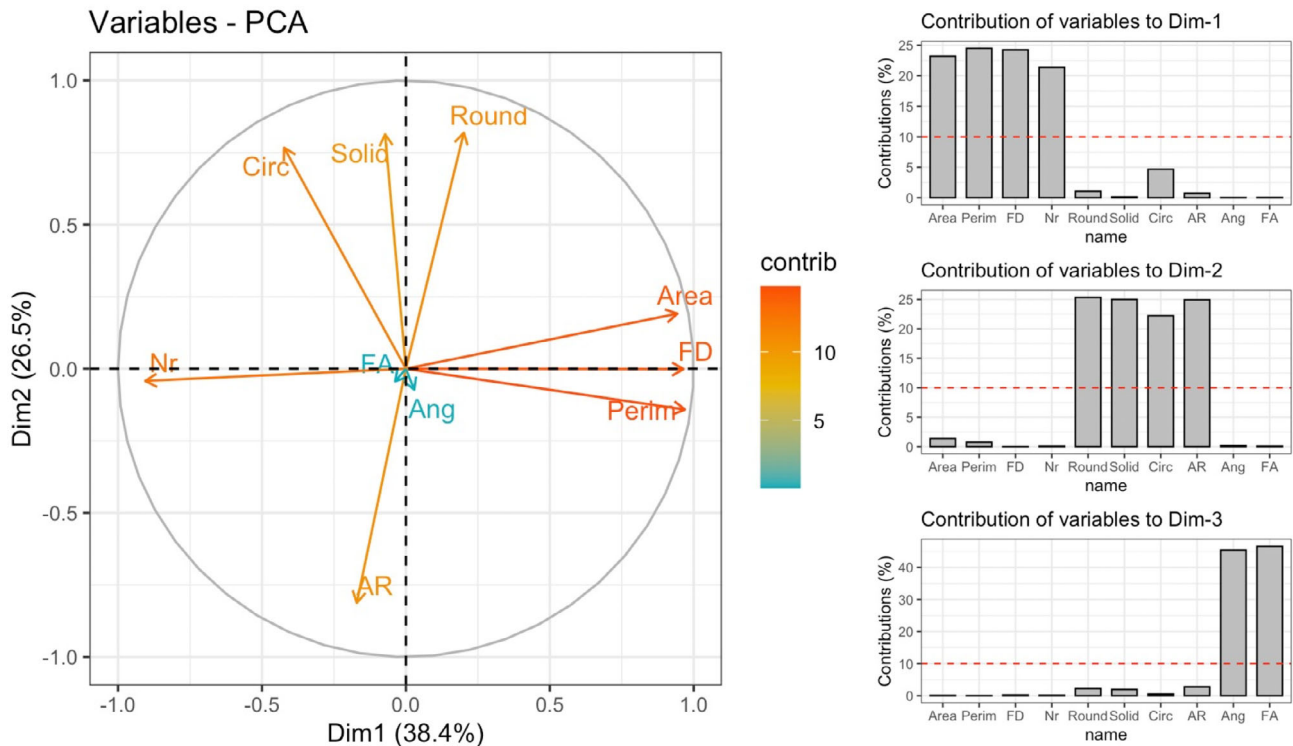 Variables - PCA
1.0
0.5
0.0
-0.5
-1.0
Dim2 (26.5%)
Round
Solid
Circ
Area
FD
Nr
FA
Ang
Perim
AR
-1.0 -0.5 0.0 0.5 1.0
Dim1 (38.4%)
contrib
10
5
Contribution of variables to Dim-1
Contributions (%)
25
20
15
10
5
0
Area Perim FD Nr Round Solid Circ AR Ang FA
name
Contribution of variables to Dim-2
Contributions (%)
25
20
15
10
5
0
Area Perim FD Nr Round Solid Circ AR Ang FA
name
Contribution of variables to Dim-3
Contributions (%)
40
30
20
10
0
Area Perim FD Nr Round Solid Circ AR Ang FA
name